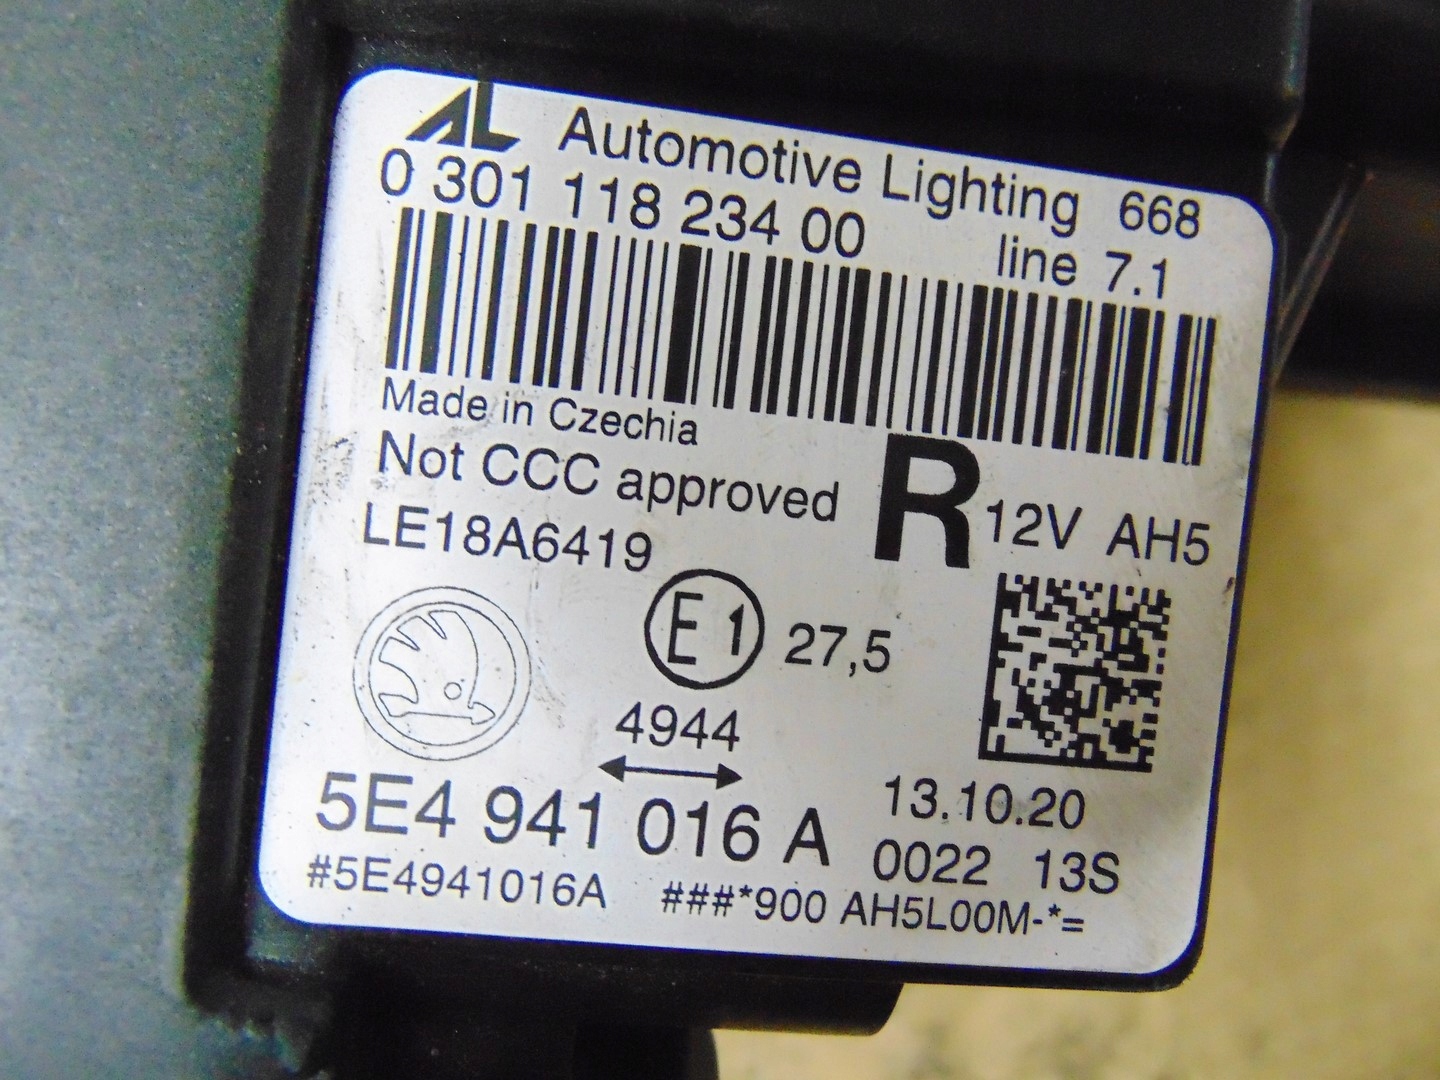 AL Automotive Lighting 668
0 301 118 234 00 line 7.1
Made in Czechia
Not CCC approved
R 12V AH5
LE18A6419
E1 27,5
4944
5E4 941 016 A 13.10.20
0022 13S
#5E4941016A ###*900 AH5L00M-*=